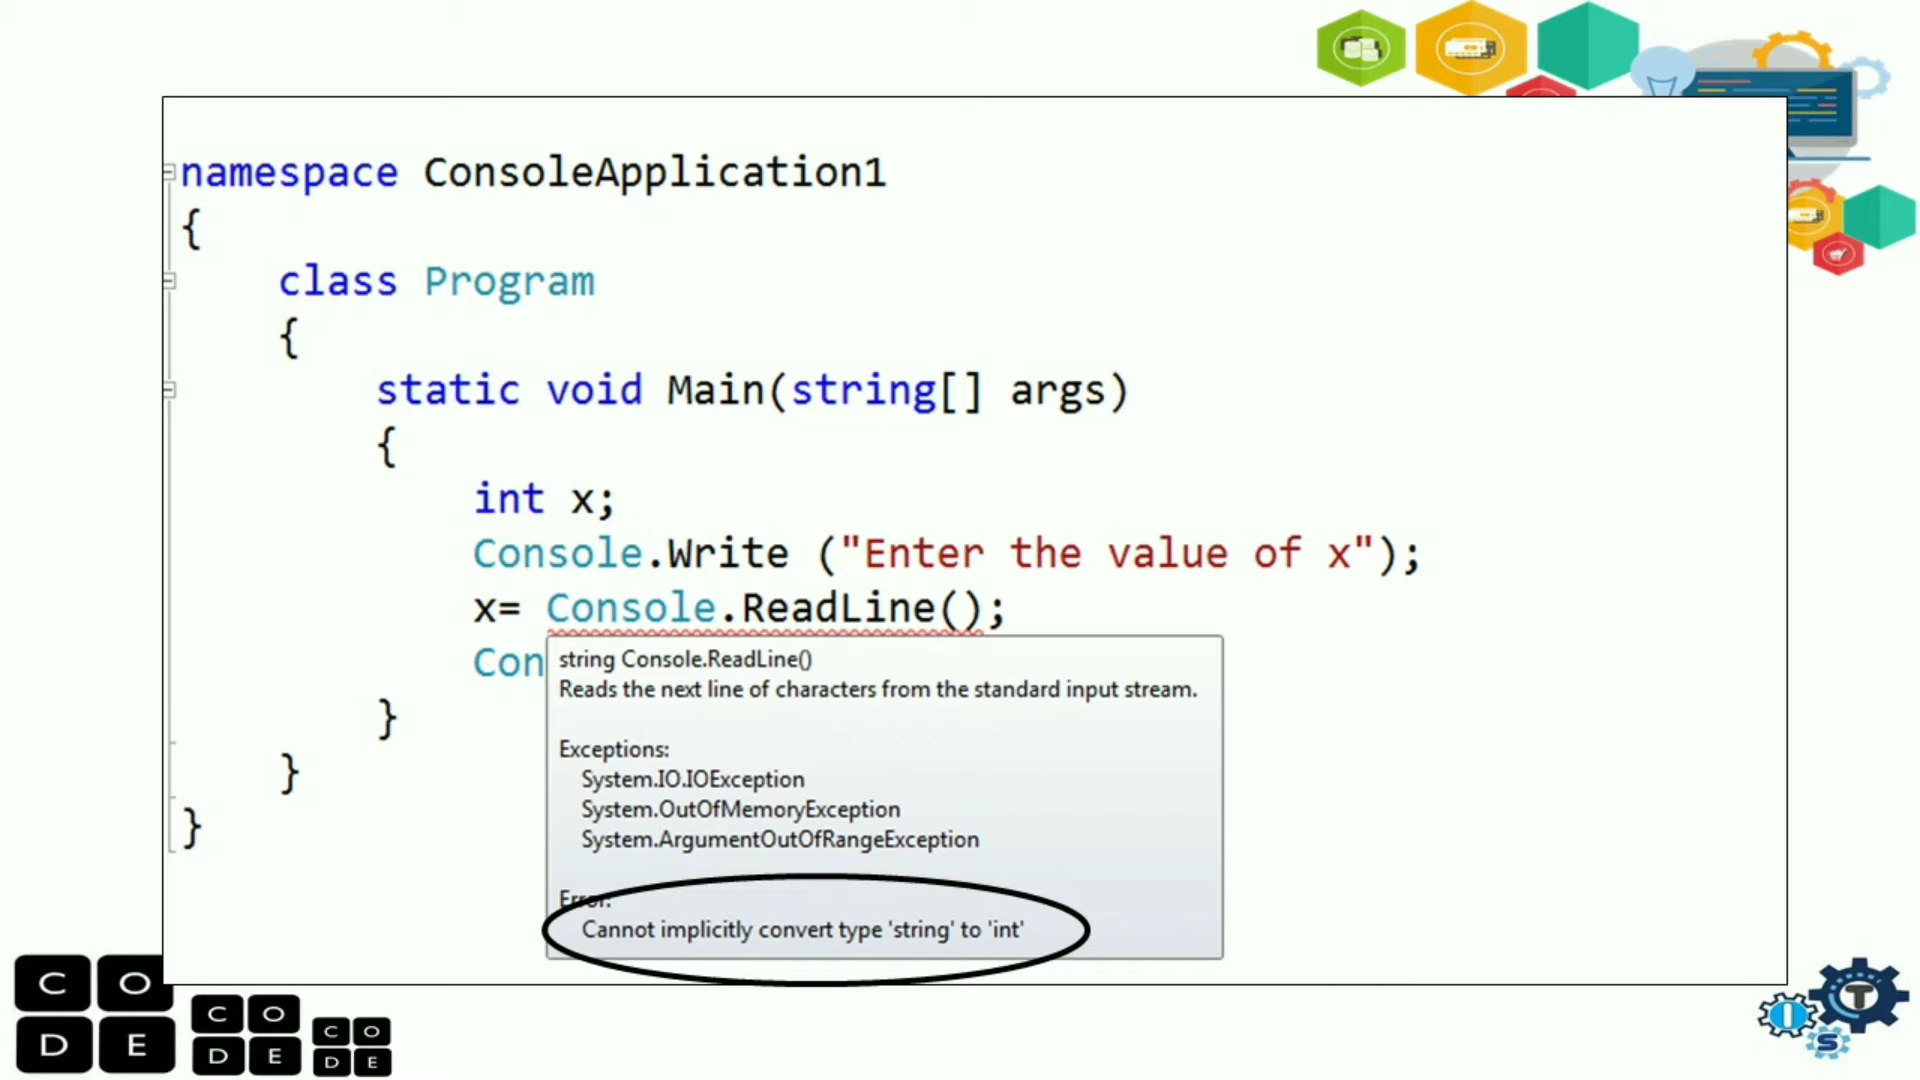 namespace ConsoleApplication1
{
class Program
{
static void Main(string[] args)
{
int x;
Console.Write ("Enter the value of x");
x= Console.ReadLine();
Con
string Console.ReadLine()
Reads the next line of characters from the standard input stream.
Exceptions:
System.IO.IOException
System.OutOfMemoryException
System.ArgumentOutOfRangeException
Error:
Cannot implicitly convert type 'string' to 'int'
}
}
}
C O
D E
C O
D E
C O
D E
I T
S